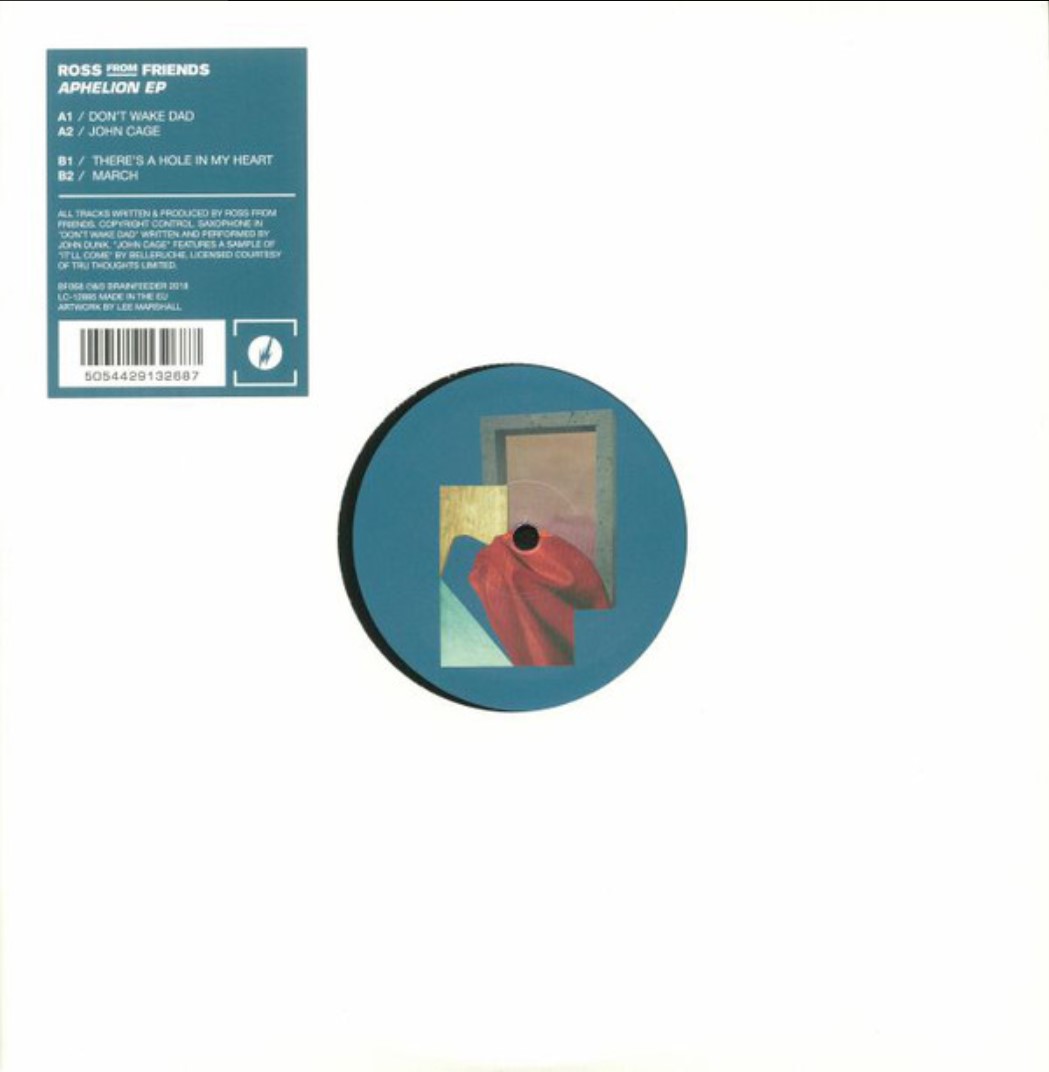 ROSS FROM FRIENDS
APHELION EP
A1 / DON'T WAKE DAD
A2 / JOHN CAGE
B1 / THERE'S A HOLE IN MY HEART
B2 / MARCH
ALL TRACKS WRITTEN & PRODUCED BY ROSS FROM
FRIENDS. COPYRIGHT CONTROL. SAXOPHONE IN
"DON'T WAKE DAD" WRITTEN AND PERFORMED BY
JOHN DUNK. "JOHN CAGE" FEATURES A SAMPLE OF
"IT'LL COME" BY BELLERUCHE, LICENSED COURTESY
OF TRU THOUGHTS LIMITED.
BF068 ©&© BRAINFEEDER 2018
LC-12885 MADE IN THE EU
ARTWORK BY LEE MARSHALL
5054429132687